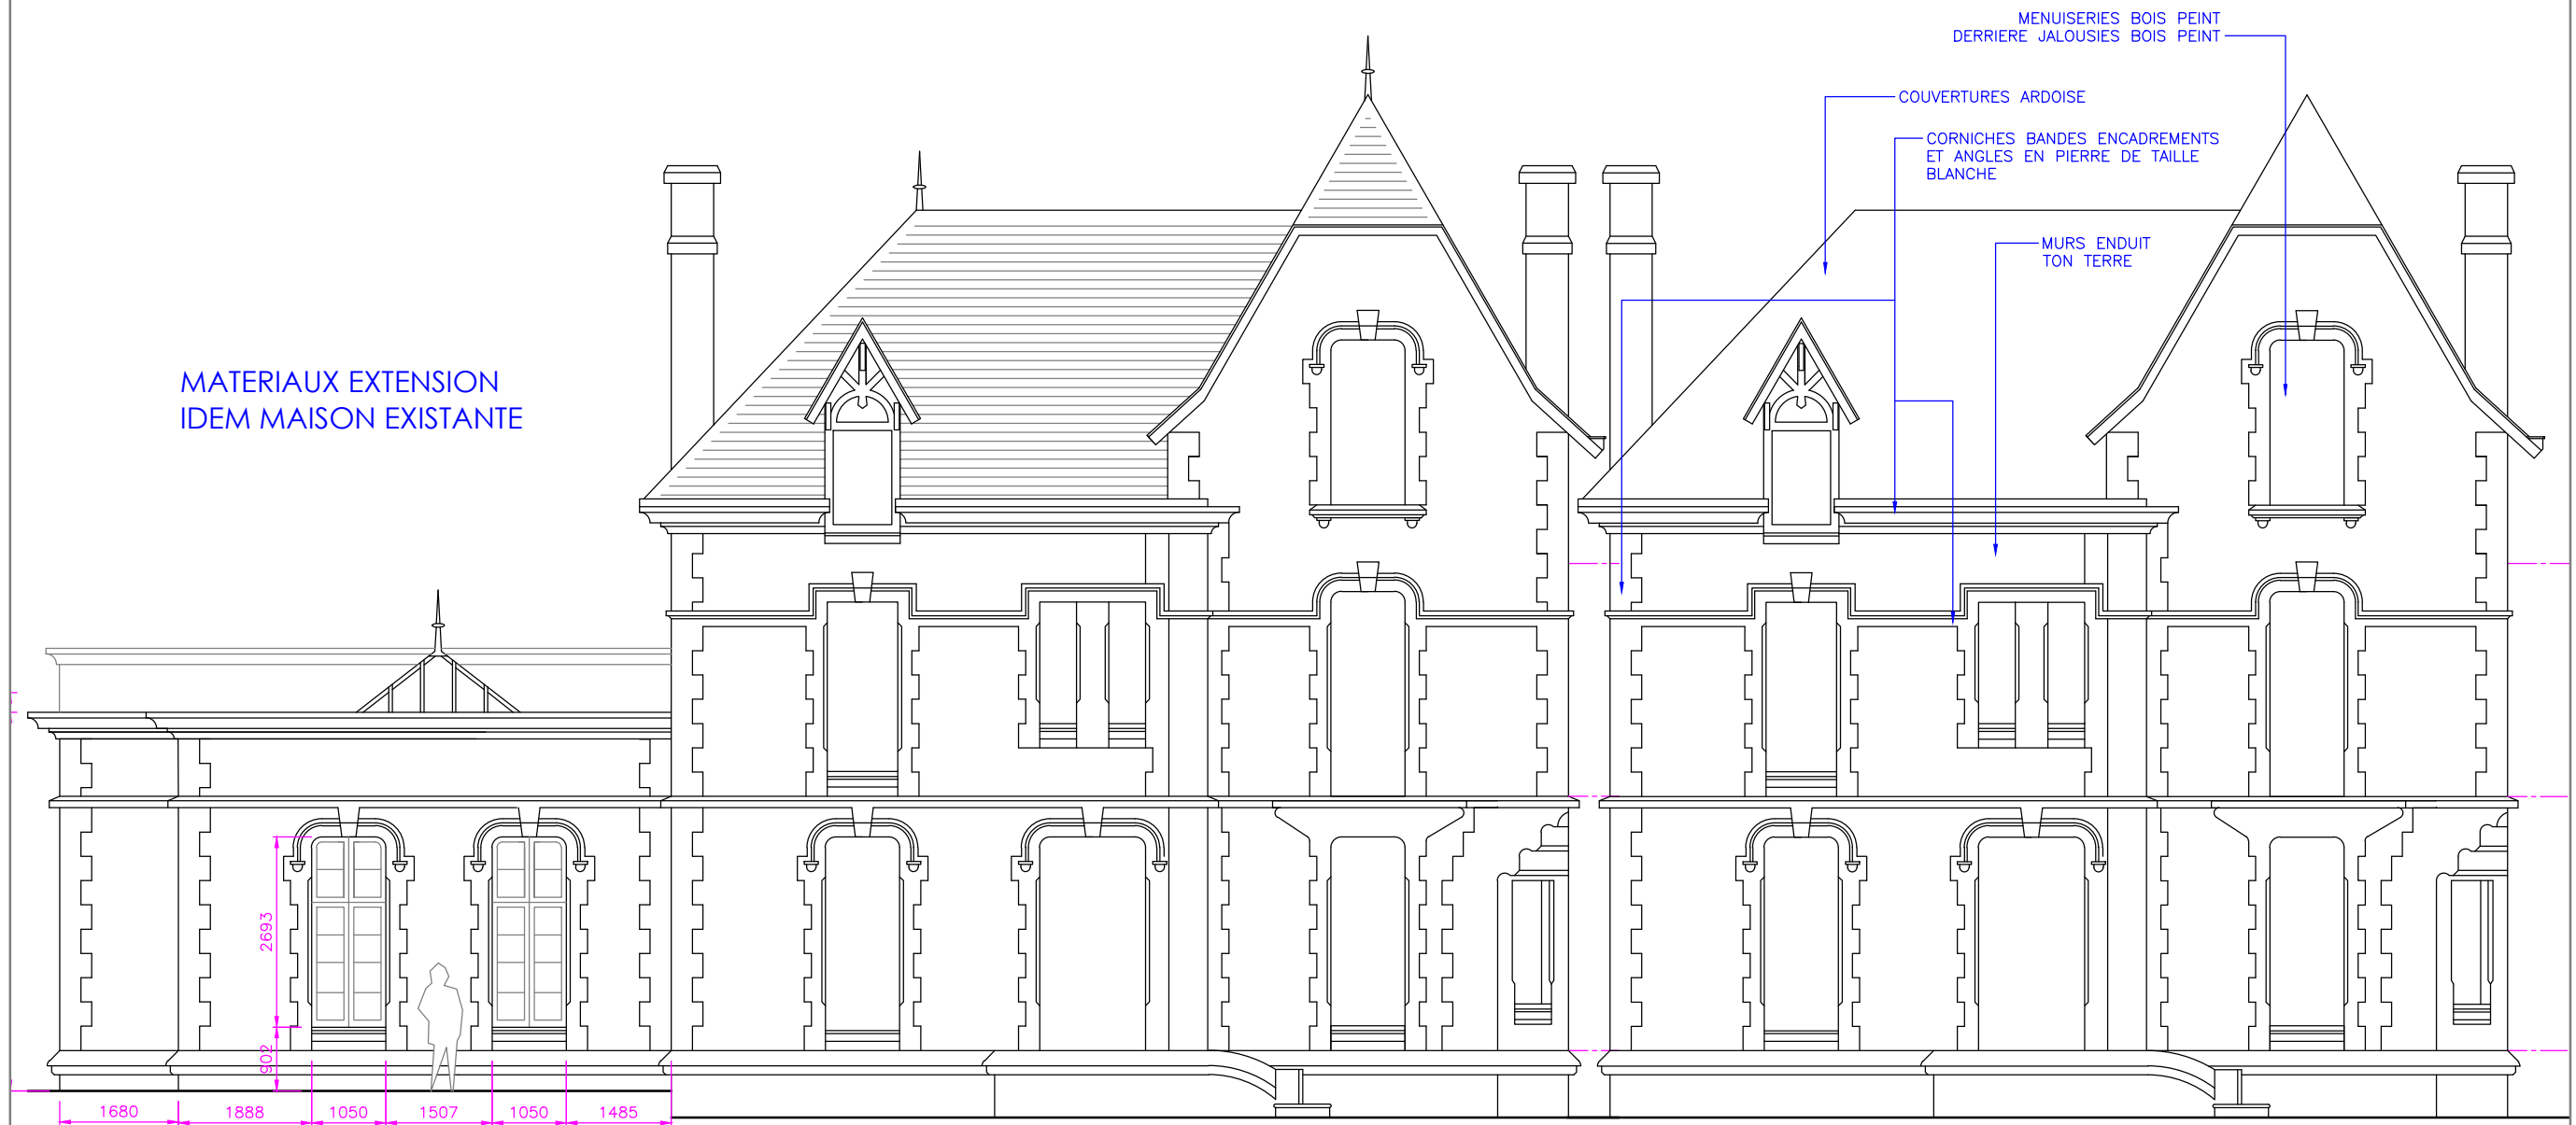 MENUISERIES BOIS PEINT
DERRIERE JALOUSIES BOIS PEINT
COUVERTURES ARDOISE
CORNICHES BANDES ENCADREMENTS
ET ANGLES EN PIERRE DE TAILLE
BLANCHE
MURS ENDUIT
TON TERRE
MATERIAUX EXTENSION
IDEM MAISON EXISTANTE
2693
902
1680
1888
1050
1507
1050
1485